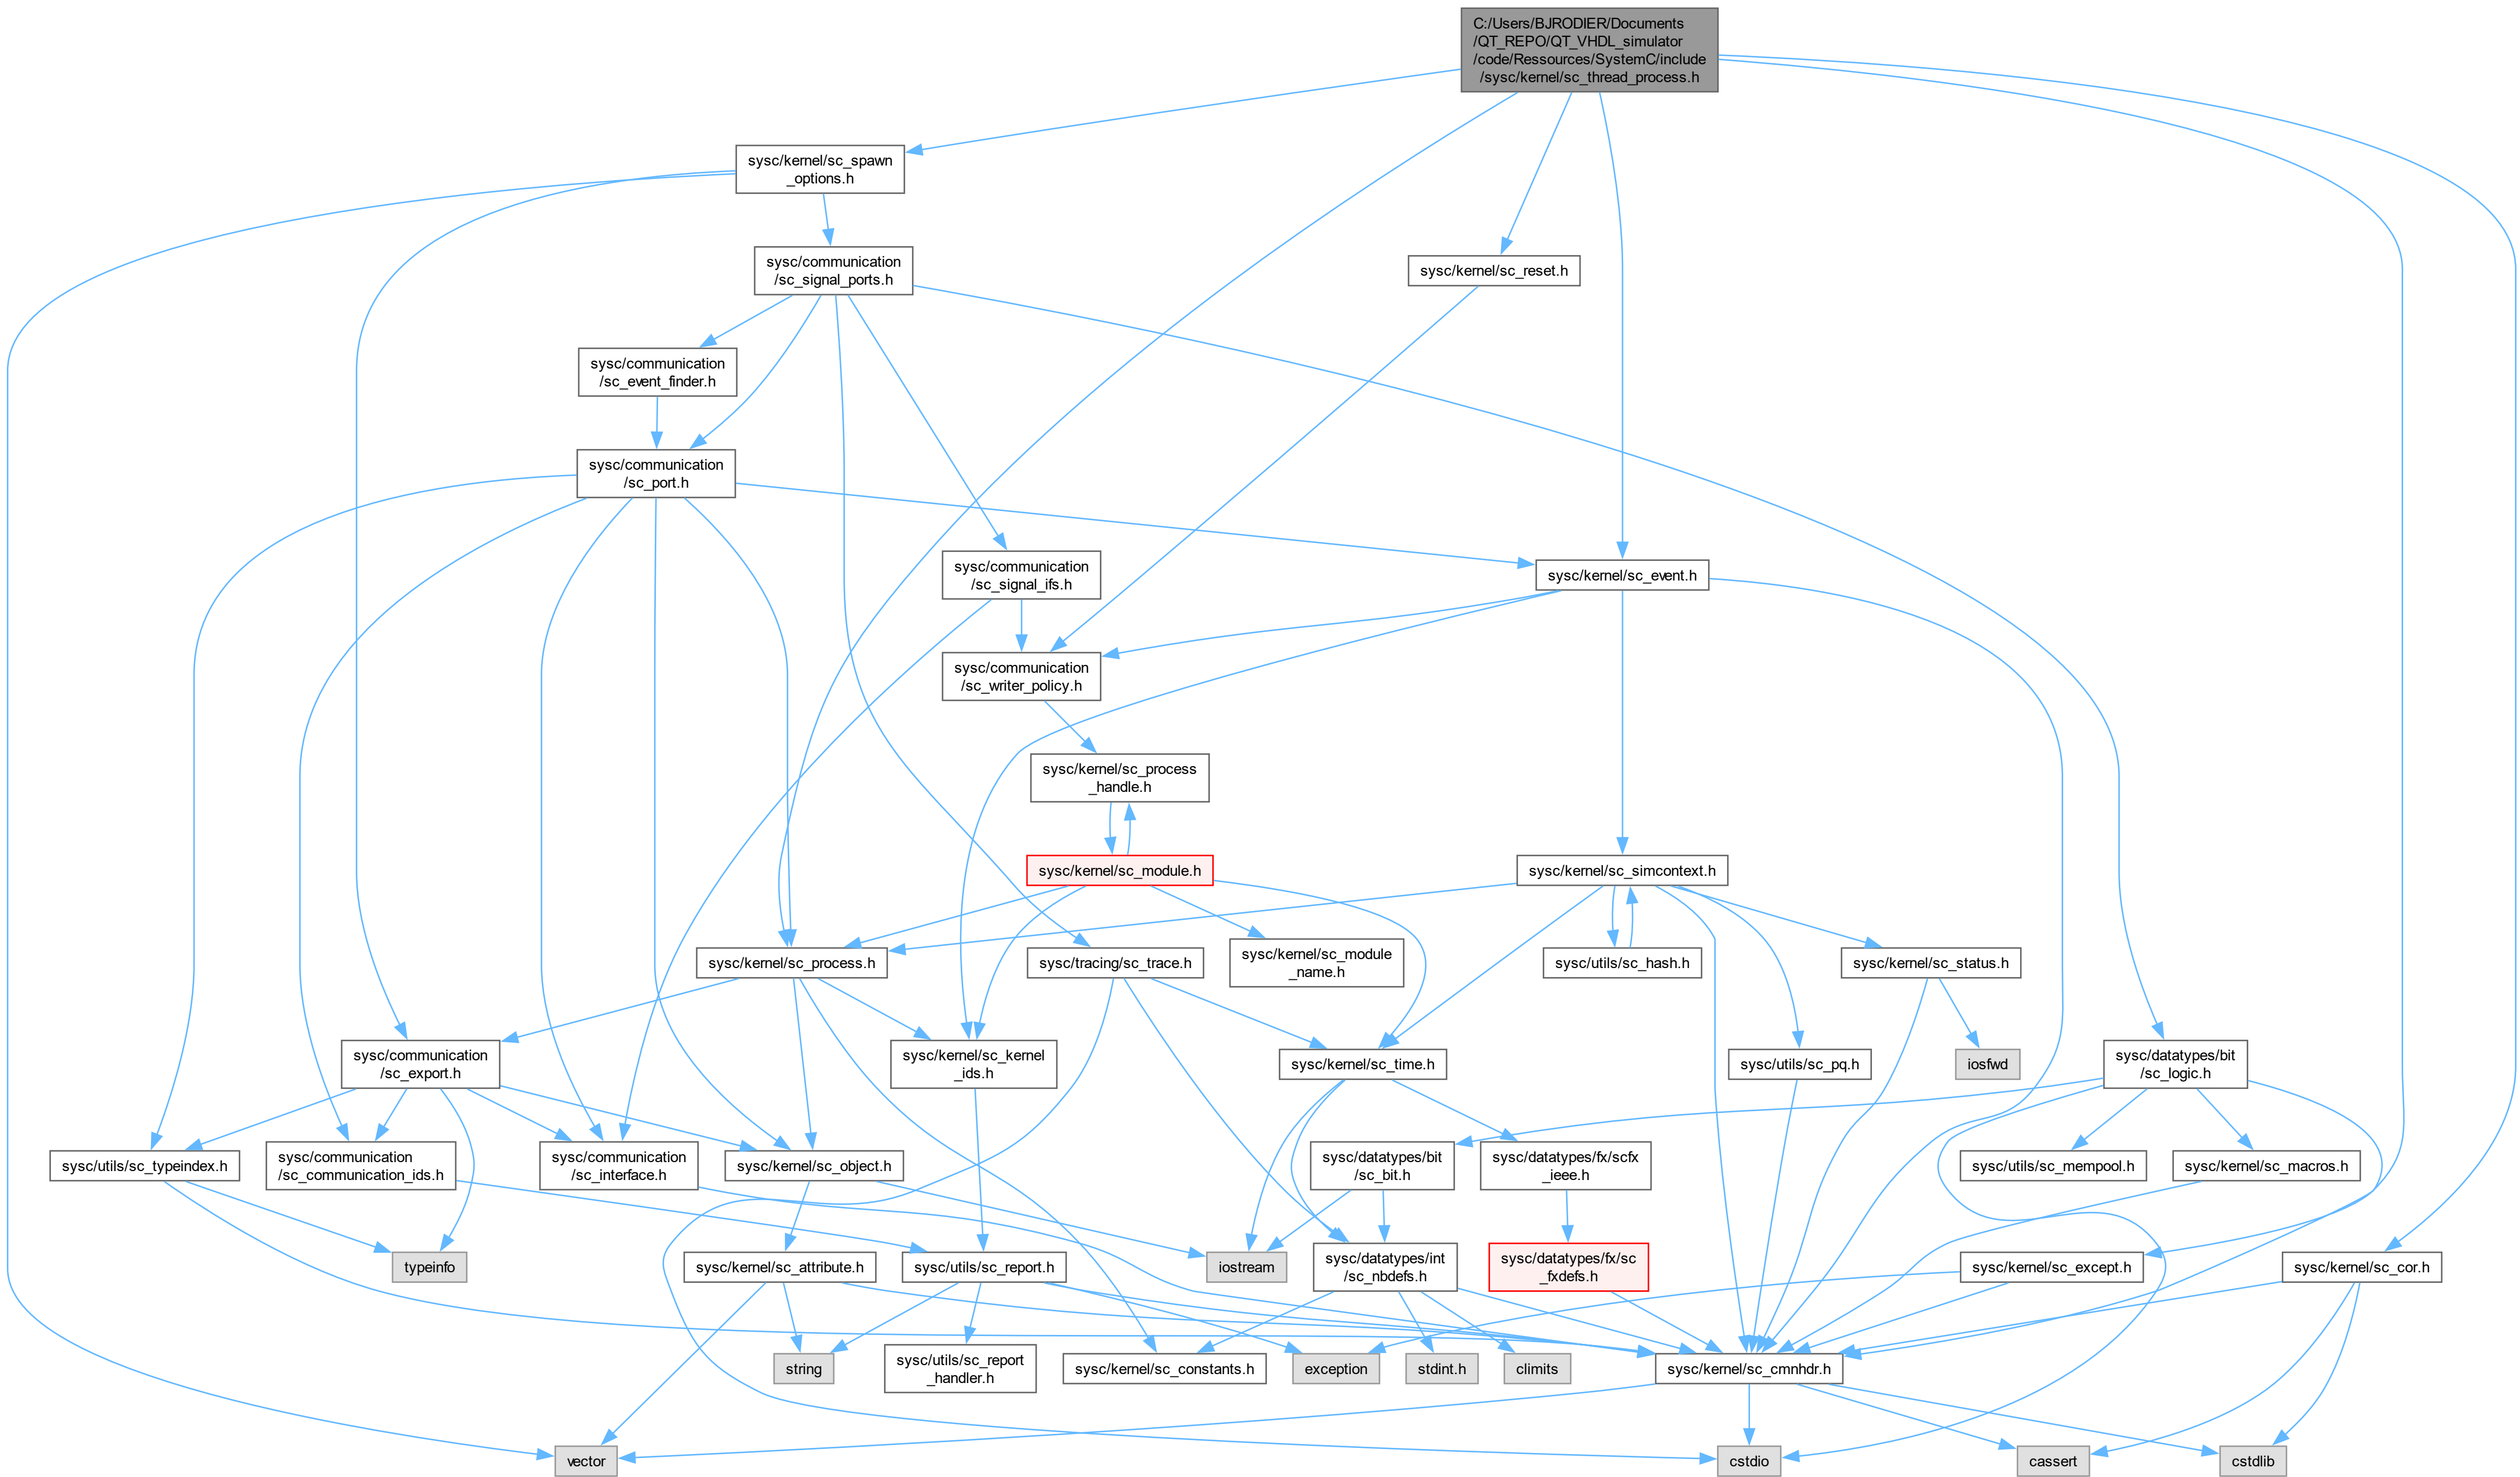 C:/Users/BJRODIER/Documents
/QT_REPO/QT_VHDL_simulator
/code/Ressources/SystemC/include
/sysc/kernel/sc_thread_process.h
sysc/kernel/sc_spawn
_options.h
sysc/communication
/sc_signal_ports.h
sysc/kernel/sc_reset.h
sysc/communication
/sc_event_finder.h
sysc/communication
/sc_port.h
sysc/communication
/sc_signal_ifs.h
sysc/kernel/sc_event.h
sysc/communication
/sc_writer_policy.h
sysc/kernel/sc_process
_handle.h
sysc/kernel/sc_module.h
sysc/kernel/sc_simcontext.h
sysc/kernel/sc_process.h
sysc/tracing/sc_trace.h
sysc/kernel/sc_module
_name.h
sysc/utils/sc_hash.h
sysc/kernel/sc_status.h
sysc/communication
/sc_export.h
sysc/kernel/sc_kernel
_ids.h
sysc/kernel/sc_time.h
sysc/utils/sc_pq.h
iosfwd
sysc/datatypes/bit
/sc_logic.h
sysc/utils/sc_typeindex.h
sysc/communication
/sc_communication_ids.h
sysc/communication
/sc_interface.h
sysc/kernel/sc_object.h
sysc/datatypes/bit
/sc_bit.h
sysc/datatypes/fx/scfx
_ieee.h
sysc/utils/sc_mempool.h
sysc/kernel/sc_macros.h
typeinfo
sysc/kernel/sc_attribute.h
sysc/utils/sc_report.h
iostream
sysc/datatypes/int
/sc_nbdefs.h
sysc/datatypes/fx/sc
_fxdefs.h
sysc/kernel/sc_except.h
sysc/kernel/sc_cor.h
string
sysc/utils/sc_report
_handler.h
sysc/kernel/sc_constants.h
exception
stdint.h
climits
sysc/kernel/sc_cmnhdr.h
vector
cstdio
cassert
cstdlib